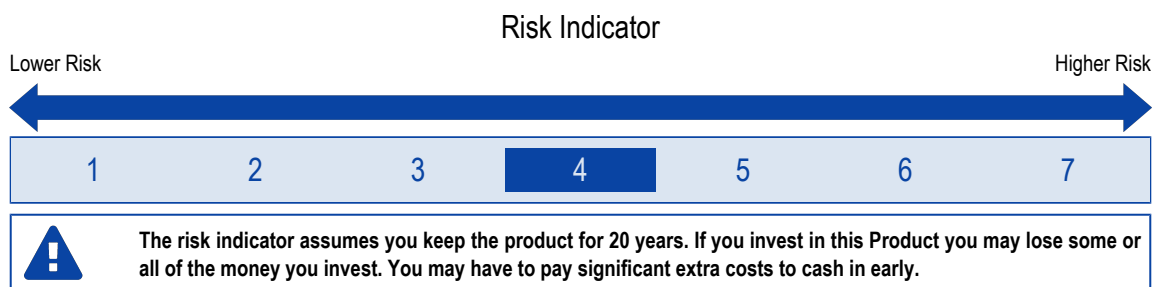 Risk Indicator
Lower Risk Higher Risk
1 2 3 4 5 6 7
The risk indicator assumes you keep the product for 20 years. If you invest in this Product you may lose some or
all of the money you invest. You may have to pay significant extra costs to cash in early.